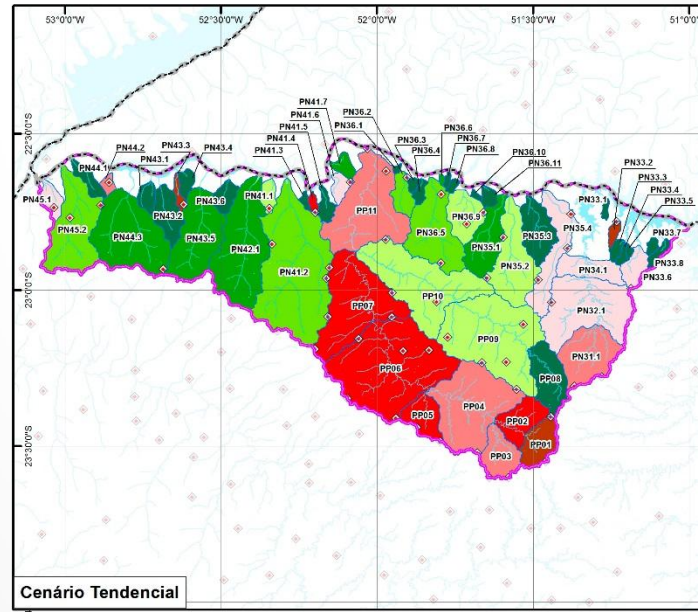 53°0'0"W
52°30'0"W
52°0'0"W
51°30'0"W
51°0'0"W
22°30'0"S
23°0'0"S
23°30'0"S
PN41.7
PN41.6
PN41.5
PN41.4
PN41.3
PN36.2
PN36.1
PN36.3
PN36.4
PN36.6
PN36.7
PN36.8
PN36.10
PN36.11
PN44.2
PN43.1
PN43.3
PN43.4
PN44.1
PN45.1
PN45.2
PN44.3
PN43.2
PN43.6
PN43.5
PN42.1
PN41.1
PN41.2
PP11
PN36.5
PN36.9
PN35.1
PN35.2
PN35.3
PN35.4
PN33.1
PN33.2
PN33.3
PN33.4
PN33.5
PN33.7
PN33.8
PN33.6
PN34.1
PN32.1
PN31.1
PP10
PP09
PP08
PP07
PP06
PP05
PP04
PP03
PP02
PP01
Cenário Tendencial